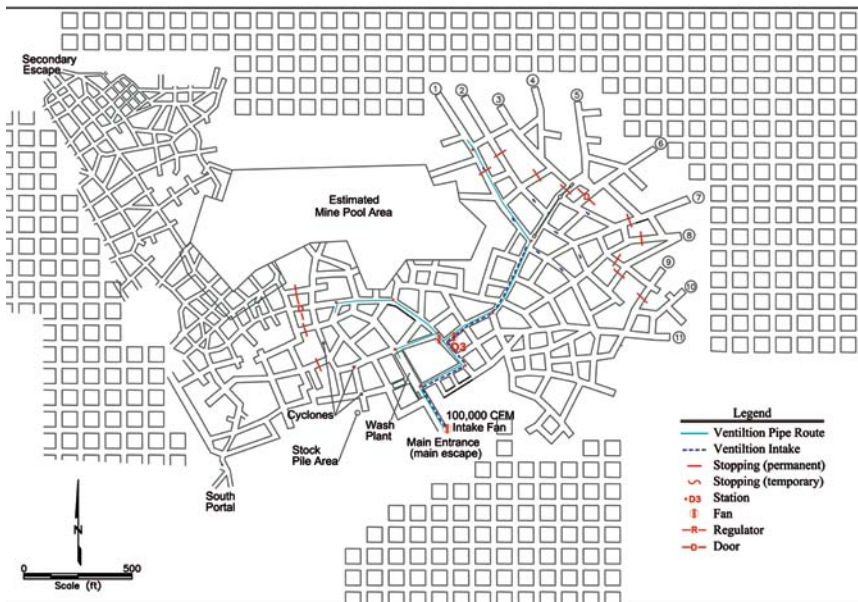 Secondary
Escape
1
2
3
4
5
6
7
8
9
10
11
Estimated
Mine Pool Area
D3
Cyclones
Wash
Plant
100,000 CEM
Intake Fan
Main Entrance
(main escape)
Stock
Pile Area
South
Portal
N
0
500
Scale (ft)
Legend
Ventiltion Pipe Route
Ventiltion Intake
Stopping (permanent)
Stopping (temporary)
D3 Station
Fan
R Regulator
D Door